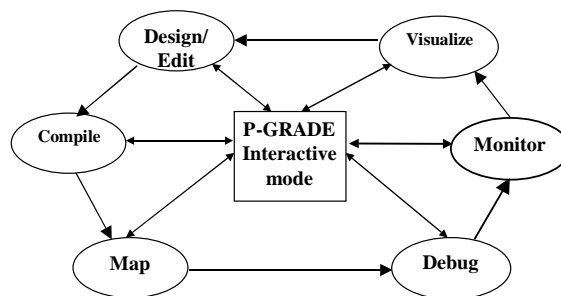 Design/
Edit
Visualize
Compile
P-GRADE
Interactive
mode
Monitor
Map
Debug